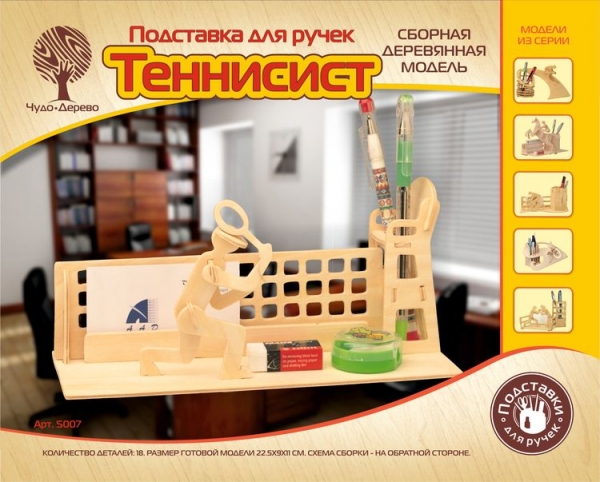 Подставка для ручек
Теннисист
СБОРНАЯ
ДЕРЕВЯННАЯ
МОДЕЛЬ
МОДЕЛИ
ИЗ СЕРИИ
Чудо-Дерево
Арт. S007
Подставки
для ручек
КОЛИЧЕСТВО ДЕТАЛЕЙ: 18. РАЗМЕР ГОТОВОЙ МОДЕЛИ 22.5X9X11 СМ. СХЕМА СБОРКИ - НА ОБРАТНОЙ СТОРОНЕ.